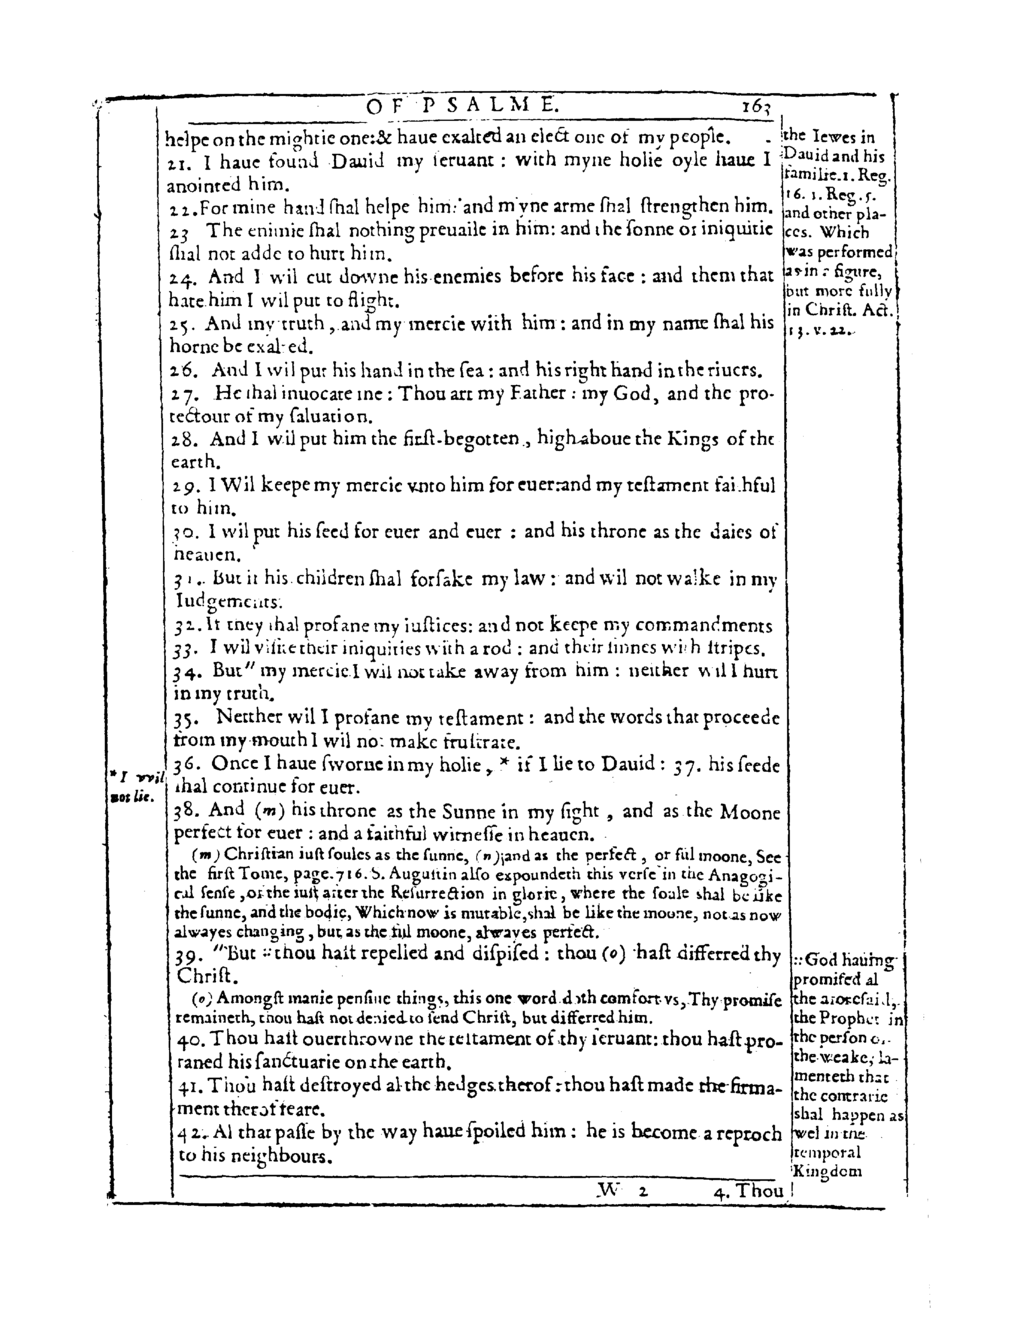 OF PSALME. 163
helpe on the mightie one:& haue exalted an elect one of my people.
21. I haue found Dauid my ſeruant : with myne holie oyle haue I
anointed him.
22.For mine hand ſhal helpe him: and myne arme ſhal ſtrengthen him.
23 The enimie ſhal nothing preuaile in him: and the ſonne of iniquitie
ſhal not adde to hurt him.
24. And I wil cut downe his enemies before his face : and them that
hate him I wil put to flight.
25. And my truth, and my mercie with him : and in my name ſhal his
horne be exal-ed.
26. And I wil put his hand in the ſea : and his right hand in the riuers.
27. He ſhal inuocate me : Thou art my Father : my God, and the pro-
tectour of my ſaluation.
28. And I wil put him the firſt-begotten, high aboue the Kings of the
earth.
29. I Wil keepe my mercie vnto him for euer:and my teſtament fai.hful
to him.
30. I wil put his ſeed for euer and euer : and his throne as the daies of
heauen.
31. But if his children ſhal forſake my law : and wil not walke in my
Iudgements:
32. If they ſhal profane my iuſtices: and not keepe my commandments
33. I wil viſite their iniquities with a rod : and their ſinnes with ſtripes.
34. But" my mercie I wil not take away from him : neither will I hurt
in my truth.
35. Netther wil I profane my teſtament : and the words that proceede
from my mouth I wil not make fruſtrate.
36. Once I haue ſworne in my holie, * if I lie to Dauid : 37. his ſeede
ſhal continue for euer.
38. And (m) his throne as the Sunne in my ſight , and as the Moone
perfect for euer : and a faithful witneſſe in heauen.
(m) Chriſtian iuſt ſoules as the ſunne, (n) and as the perfect , or ful moone, See
the firſt Tome, page.716. S. Auguſtin alſo expoundeth this verſe in the Anagogi-
cal ſenſe ,of the iuſt after the Reſurrection in glorie, where the ſoule shal be like
the ſunne, and the bodie, Which now is mutable,shal be like the moone, not as now
alwayes changing , but as the ful moone, alwayes perfect.
39. "But ::thou haſt repelled and diſpiſed : thou (o) haſt differred thy
Chriſt.
(o) Amongſt manie penſiue things, this one word doth comfort vs, Thy promiſe
remaineth, thou haſt not denied to ſend Chriſt, but differred him.
40. Thou haſt ouerthrowne the teſtament of thy ſeruant: thou haſt pro-
faned his ſanctuarie on the earth.
41. Thou haſt deſtroyed al the hedges therof : thou haſt made the firma-
ment therof feare.
42. Al that paſſe by the way haue ſpoiled him : he is become a reproch
to his neighbours.
W 2 4. Thou
the Iewes in
Dauid and his
familie.1. Reg.
16. 3. Reg. 5.
and other pla-
ces. Which
was performed
as in a figure,
but more fully
in Chriſt. Act.
13. v. 22.
* I wil
not lie.
:: God hauing
promiſed al
the aforeſaid,
the Prophet in
the perſon of
the weake, la-
menteth that
the contrarie
shal happen as
wel in the
temporal
Kingdom